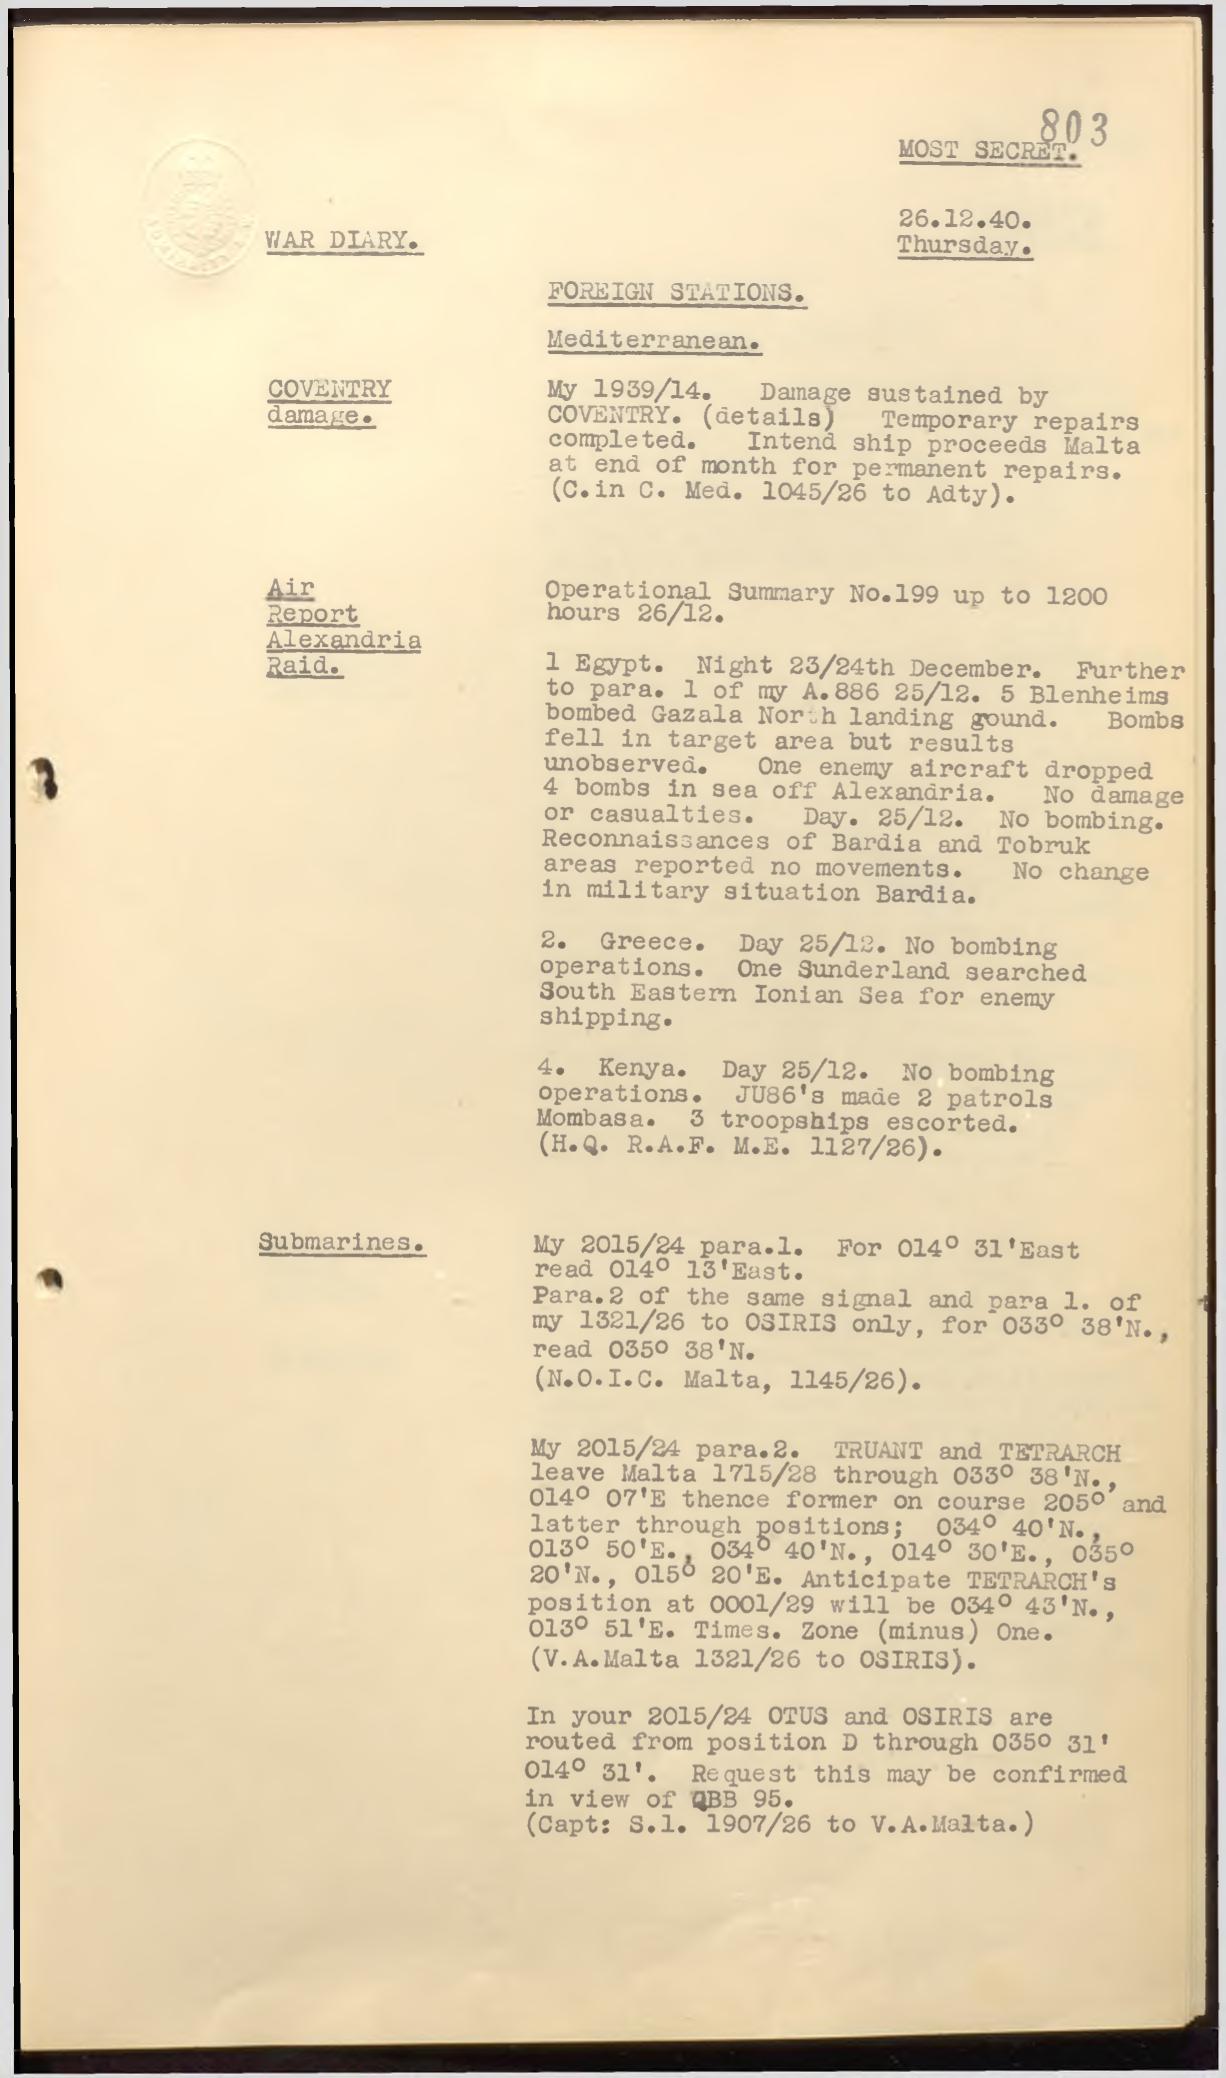 803
MOST SECRET.
26.12.40.
Thursday.
WAR DIARY.
FOREIGN STATIONS.
Mediterranean.
COVENTRY
damage.
My 1939/14. Damage sustained by
COVENTRY. (details) Temporary repairs
completed. Intend ship proceeds Malta
at end of month for permanent repairs.
(C.in C. Med. 1045/26 to Adty).
Air
Report
Alexandria
Raid.
Operational Summary No.199 up to 1200
hours 26/12.
1 Egypt. Night 23/24th December. Further
to para. 1 of my A.886 25/12. 5 Blenheims
bombed Gazala North landing gound. Bombs
fell in target area but results
unobserved. One enemy aircraft dropped
4 bombs in sea off Alexandria. No damage
or casualties. Day. 25/12. No bombing.
Reconnaissances of Bardia and Tobruk
areas reported no movements. No change
in military situation Bardia.
2. Greece. Day 25/12. No bombing
operations. One Sunderland searched
South Eastern Ionian Sea for enemy
shipping.
4. Kenya. Day 25/12. No bombing
operations. JU86's made 2 patrols
Mombasa. 3 troopships escorted.
(H.Q. R.A.F. M.E. 1127/26).
Submarines.
My 2015/24 para.1. For 014° 31'East
read 014° 13'East.
Para.2 of the same signal and para 1. of
my 1321/26 to OSIRIS only, for 033° 38'N.,
read 035° 38'N.
(N.O.I.C. Malta, 1145/26).
My 2015/24 para.2. TRUANT and TETRARCH
leave Malta 1715/28 through 033° 38'N.,
014° 07'E thence former on course 205° and
latter through positions; 034° 40'N.,
013° 50'E., 034° 40'N., 014° 30'E., 035°
20'N., 015° 20'E. Anticipate TETRARCH's
position at 0001/29 will be 034° 43'N.,
013° 51'E. Times. Zone (minus) One.
(V.A.Malta 1321/26 to OSIRIS).
In your 2015/24 OTUS and OSIRIS are
routed from position D through 035° 31'
014° 31'. Request this may be confirmed
in view of QBB 95.
(Capt: S.1. 1907/26 to V.A.Malta.)